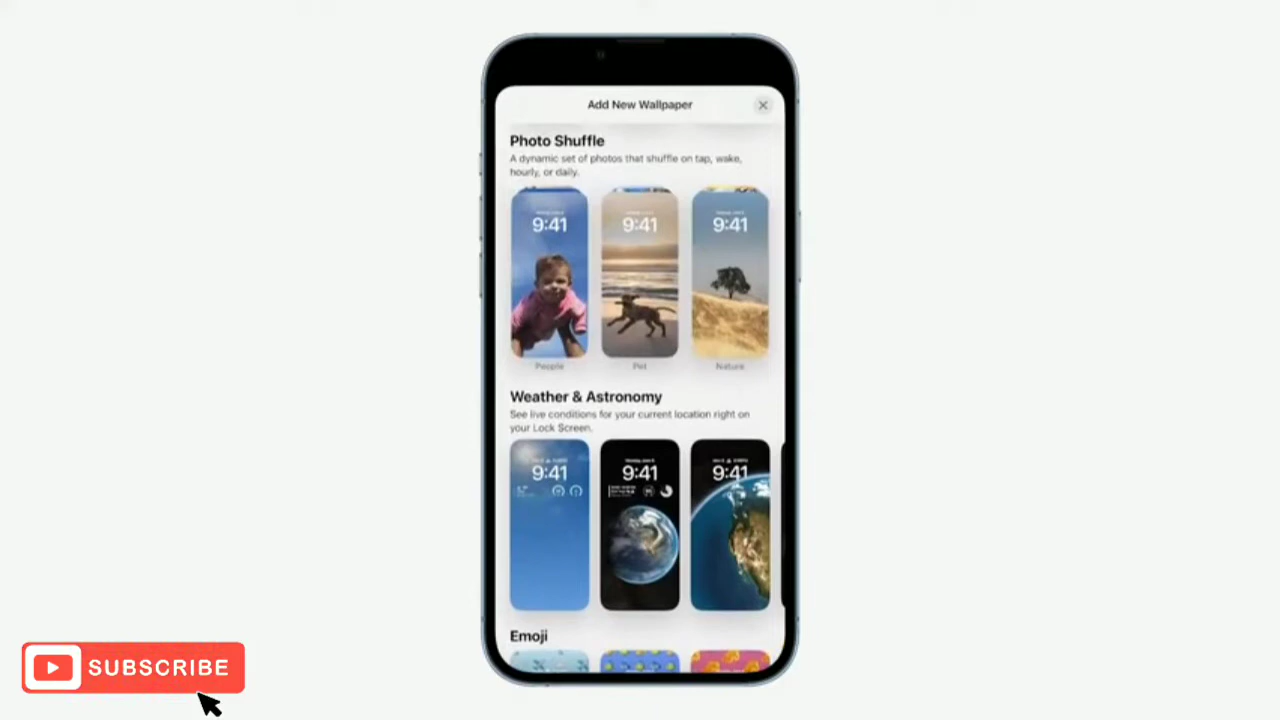 Add New Wallpaper
Photo Shuffle
A dynamic set of photos that shuffle on tap, wake,
hourly, or daily.
9:41
9:41
9:41
People
Pet
Nature
Weather & Astronomy
See live conditions for your current location right on
your Lock Screen.
9:41
9:41
9:41
Emoji
SUBSCRIBE